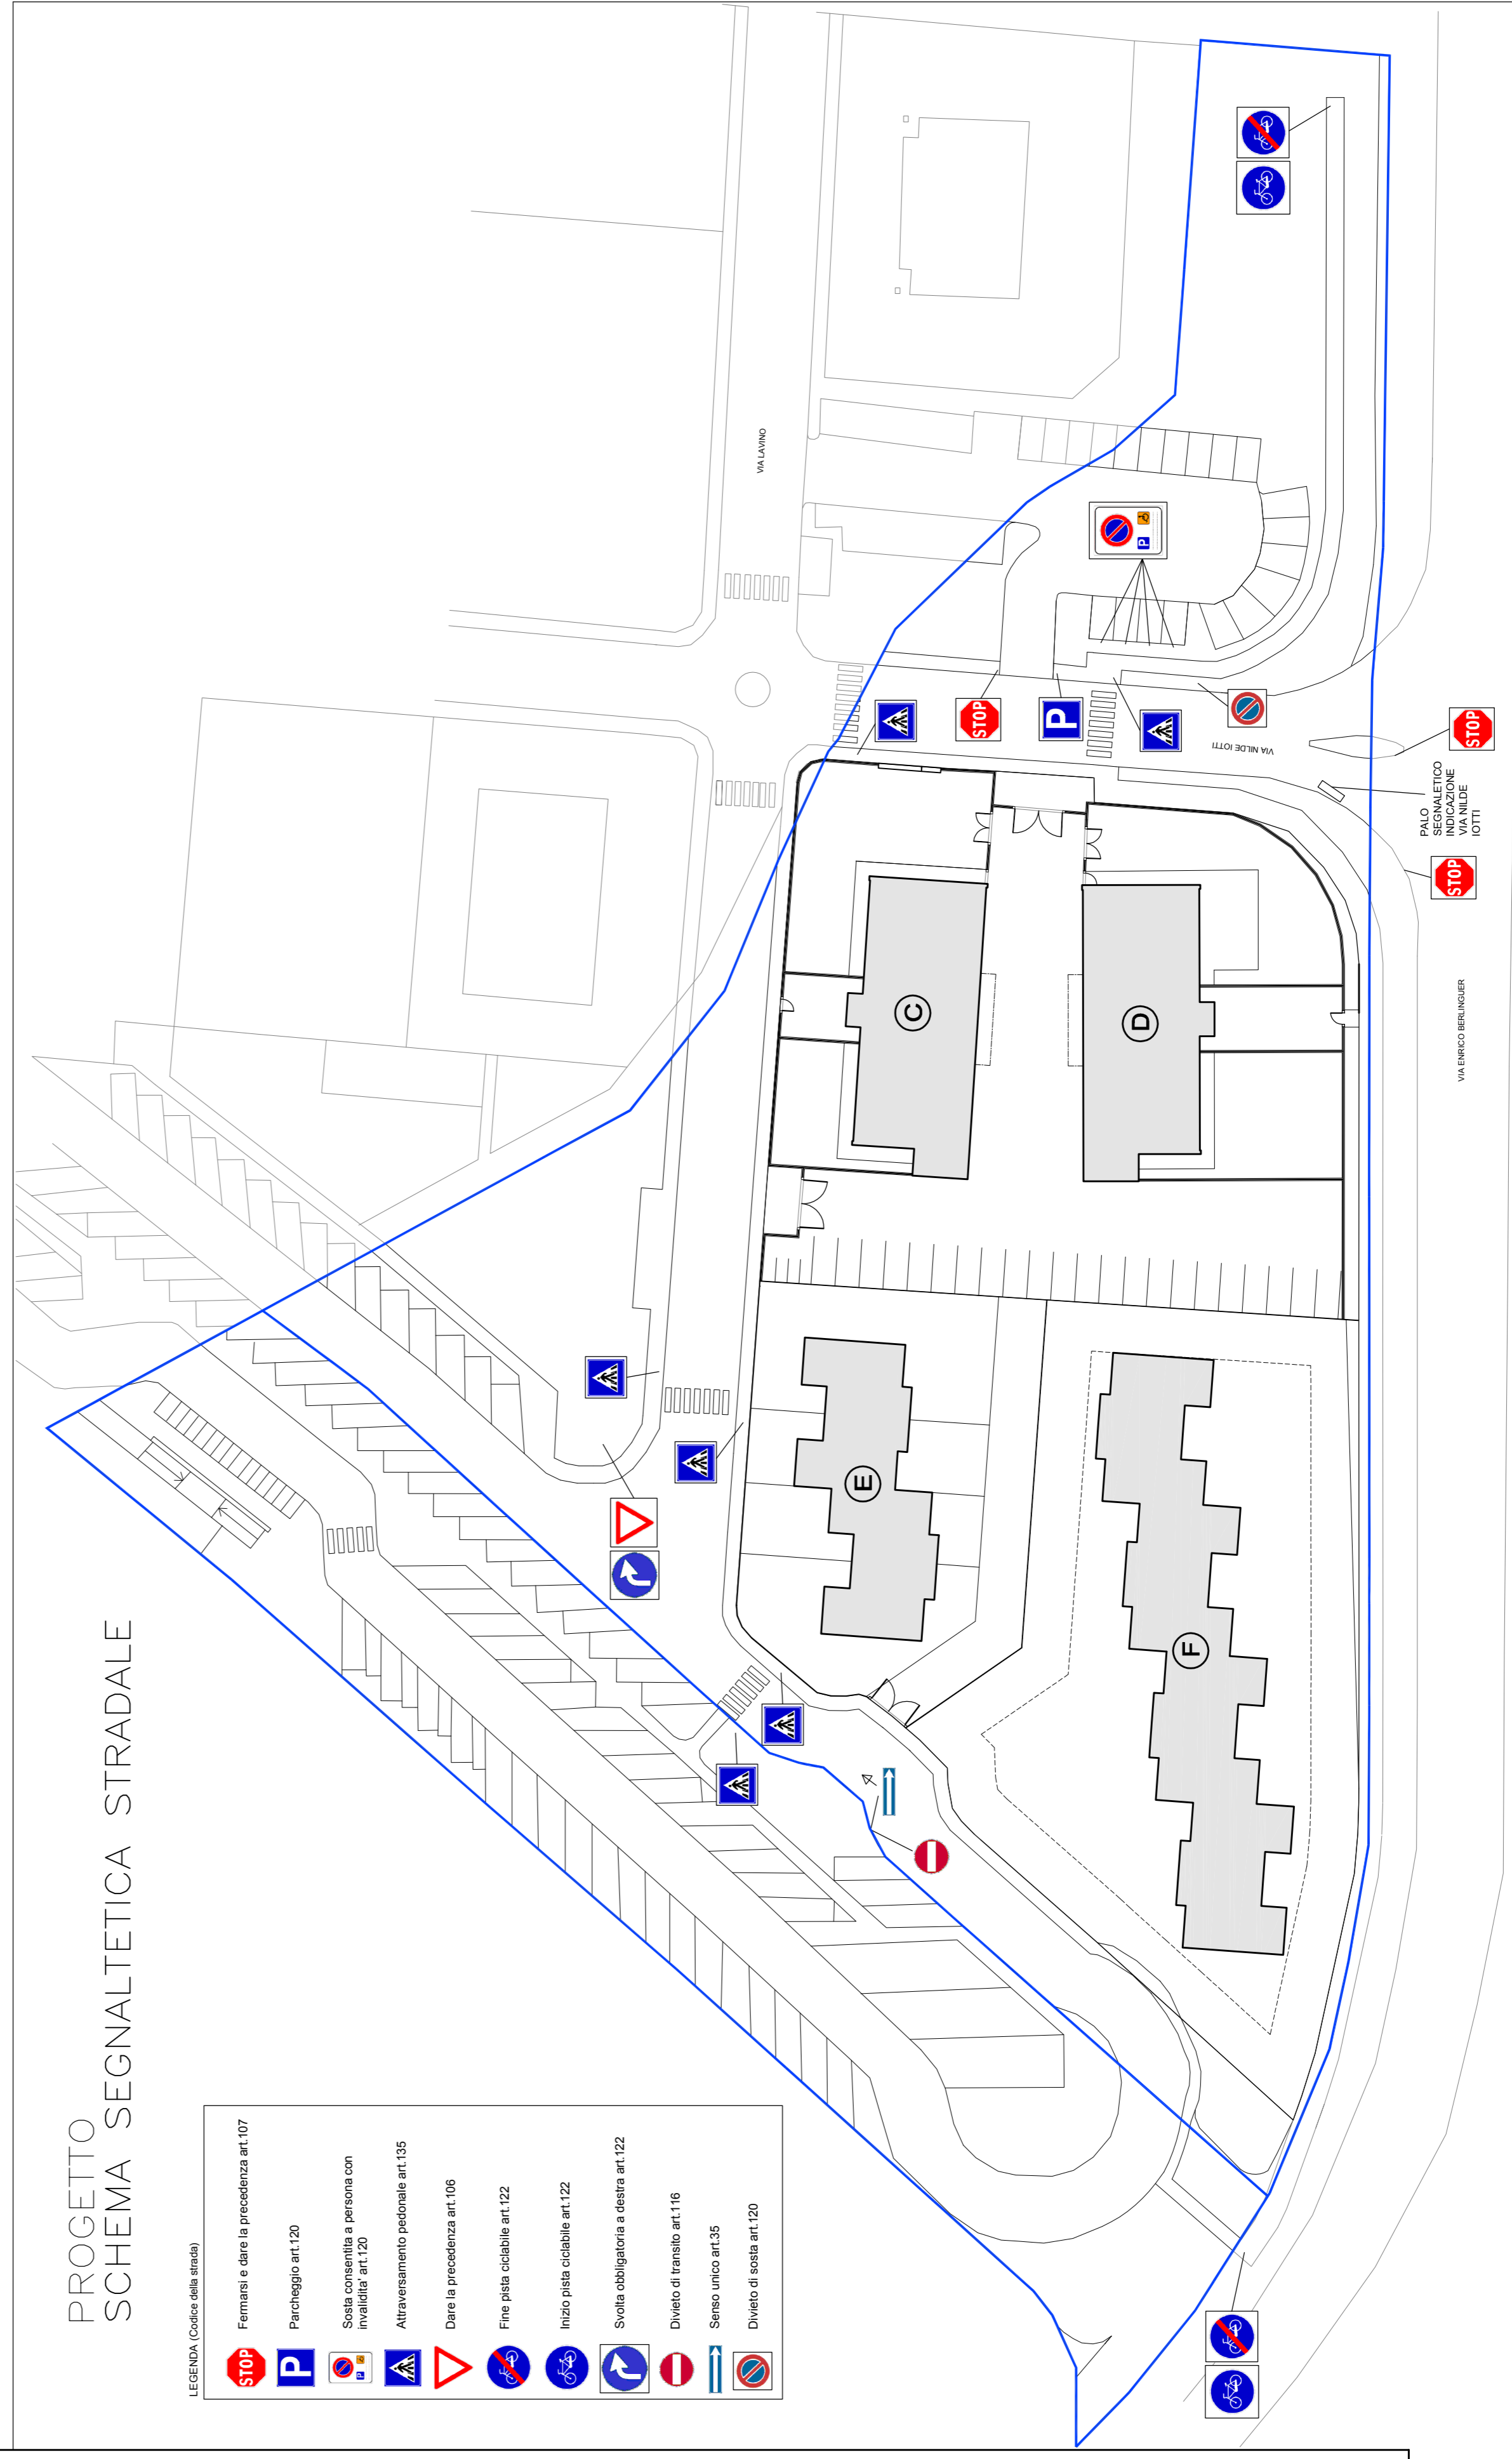 PROGETTO
SCHEMA SEGNALTETICA STRADALE
LEGENDA (Codice della strada)
STOP
Fermarsi e dare la precedenza art.107
P
Parcheggio art.120
P
Sosta consentita a persona con
invalidita' art.120
Attraversamento pedonale art.135
Dare la precedenza art.106
Fine pista ciclabile art.122
Inizio pista ciclabile art.122
Svolta obbligatoria a destra art.122
Divieto di transito art.116
Senso unico art.35
Divieto di sosta art.120
VIA LAVINO
STOP
P
P
VIA NILDE IOTTI
STOP
PALO
SEGNALETICO
INDICAZIONE
VIA NILDE
IOTTI
STOP
VIA ENRICO BERLINGUER
C
D
E
F